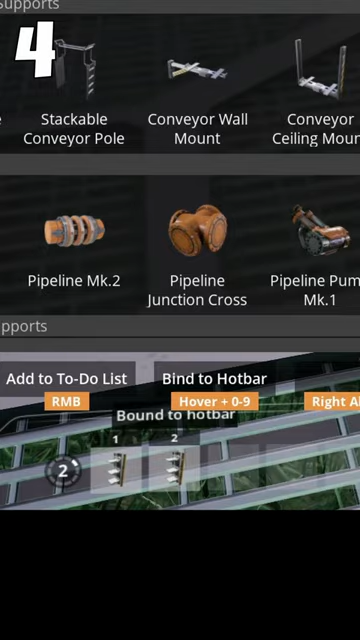 Supports
4
Stackable
Conveyor Pole
Conveyor Wall
Mount
Conveyor
Ceiling Moun
Pipeline Mk.2
Pipeline
Junction Cross
Pipeline Pum
Mk.1
pports
Add to To-Do List
Bind to Hotbar
RMB
Hover + 0-9
Right Al
Bound to hotbar
1
2
2